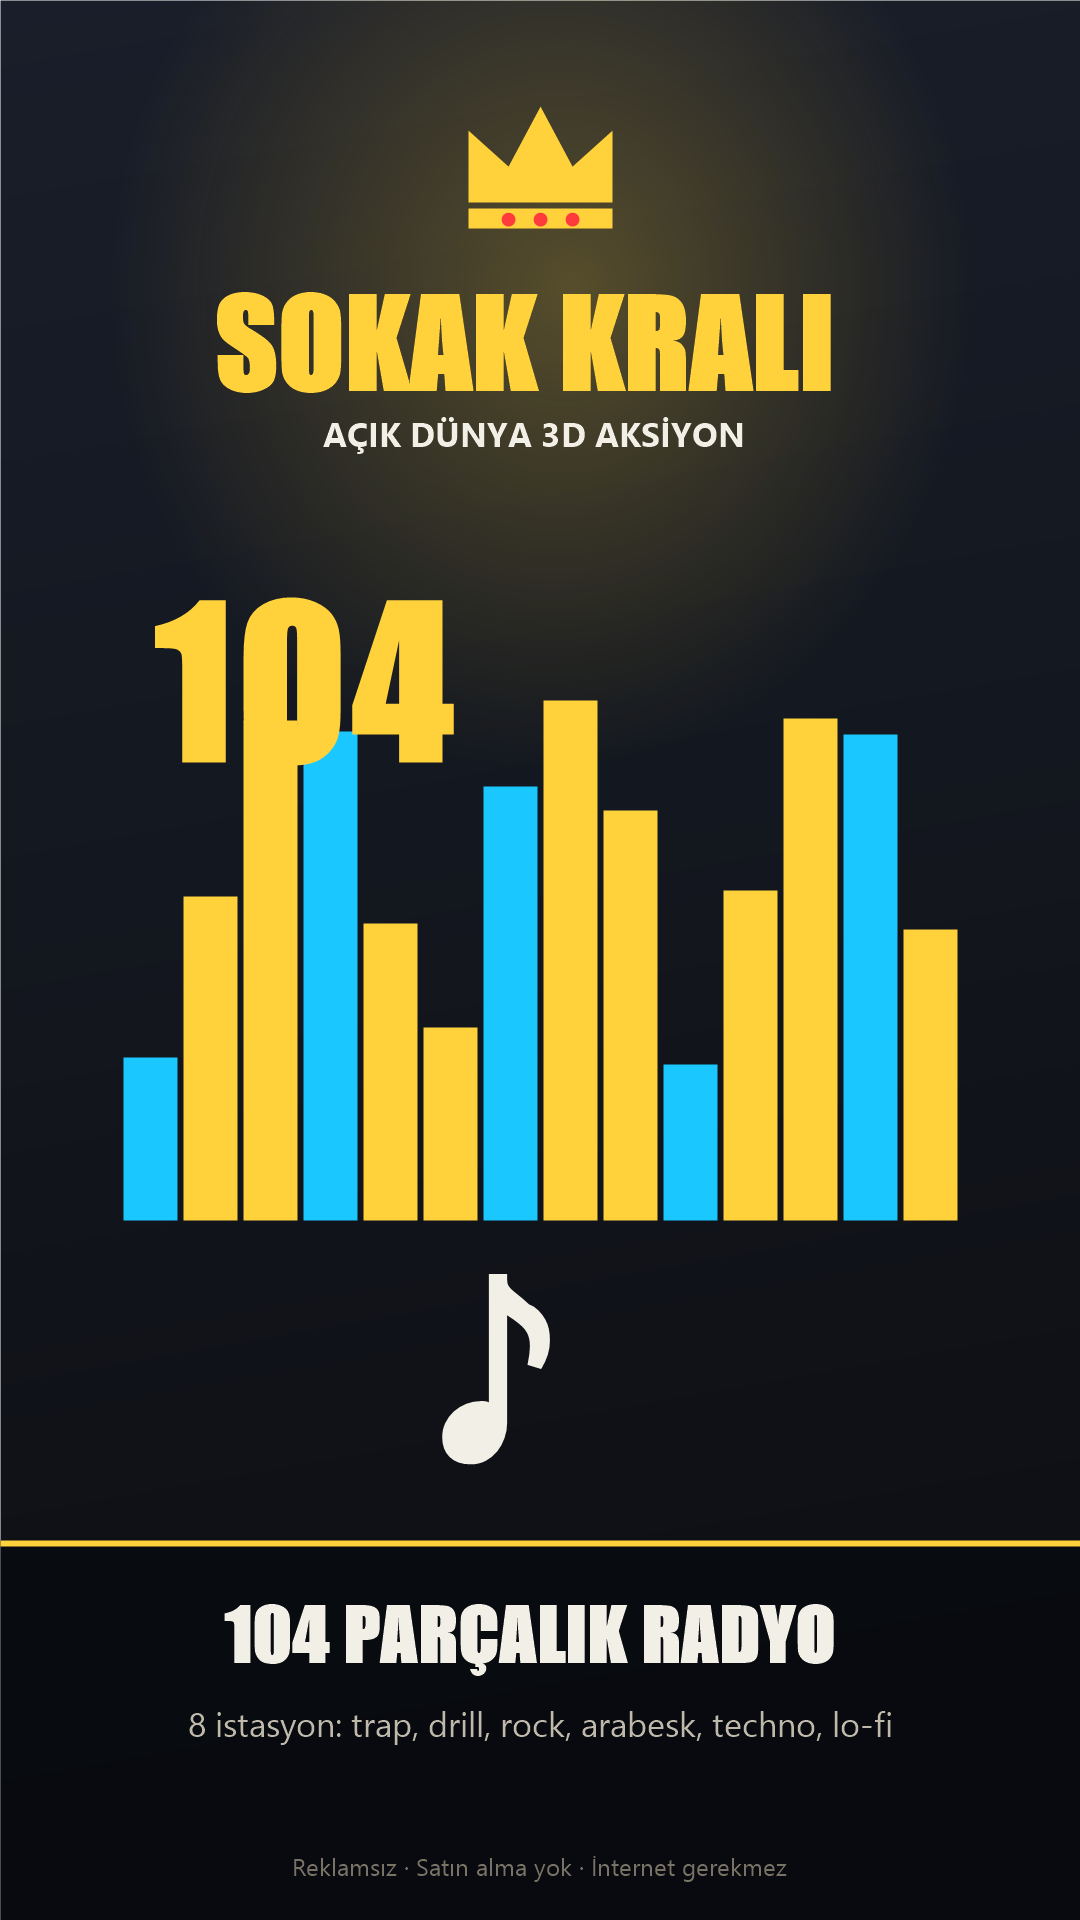 SOKAK KRALI
AÇIK DÜNYA 3D AKSİYON
104
104 PARÇALIK RADYO
8 istasyon: trap, drill, rock, arabesk, techno, lo-fi
Reklamsız · Satın alma yok · İnternet gerekmez